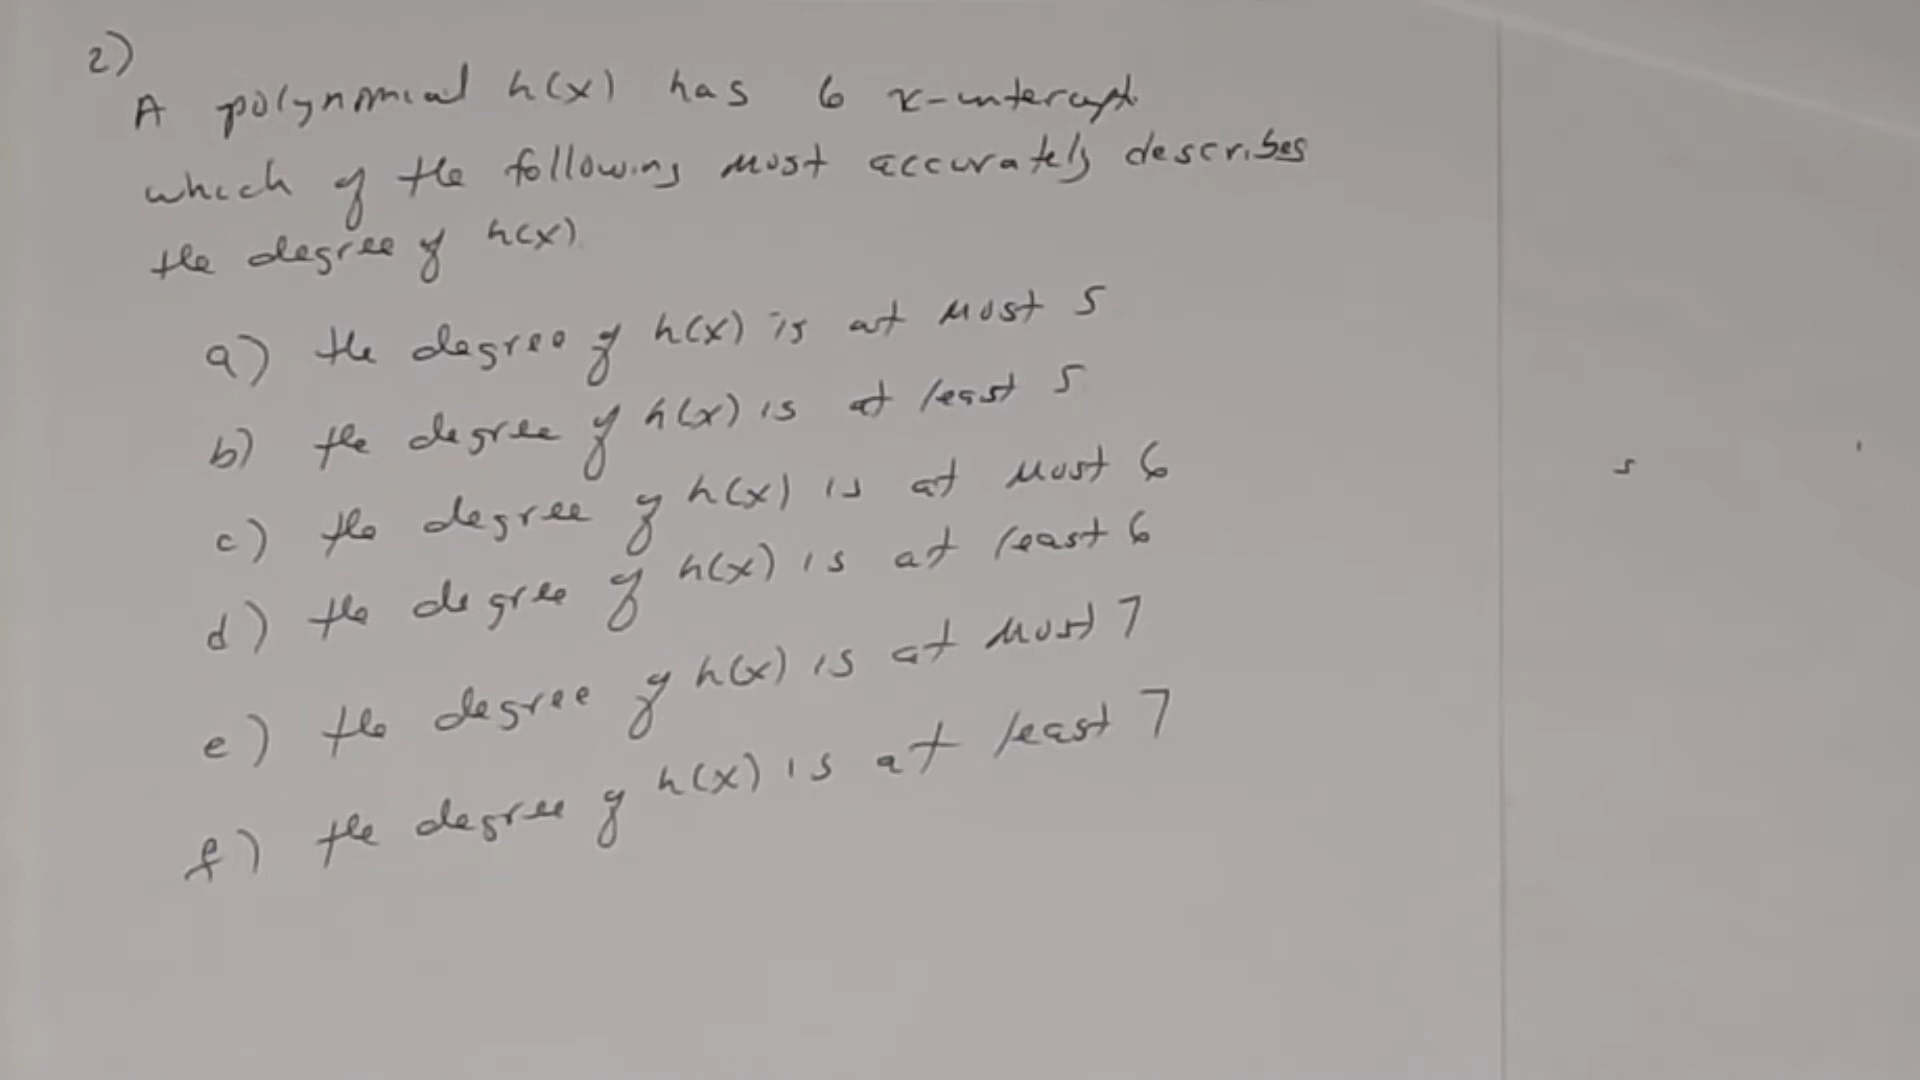 2)
A polynomial h(x) has 6 x-intercept
which of the following most accurately describes
the degree of h(x)
a) the degree of h(x) is at most 5
b) the degree of h(x) is at least 5
c) the degree of h(x) is at most 6
d) the degree of h(x) is at least 6
e) the degree of h(x) is at most 7
f) the degree of h(x) is at least 7
s